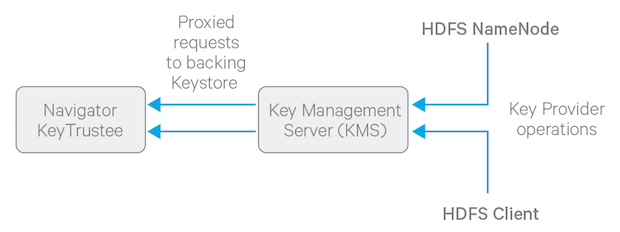 Proxied
requests
to backing
Keystore
HDFS NameNode
Navigator
KeyTrustee
Key Management
Server (KMS)
Key Provider
operations
HDFS Client